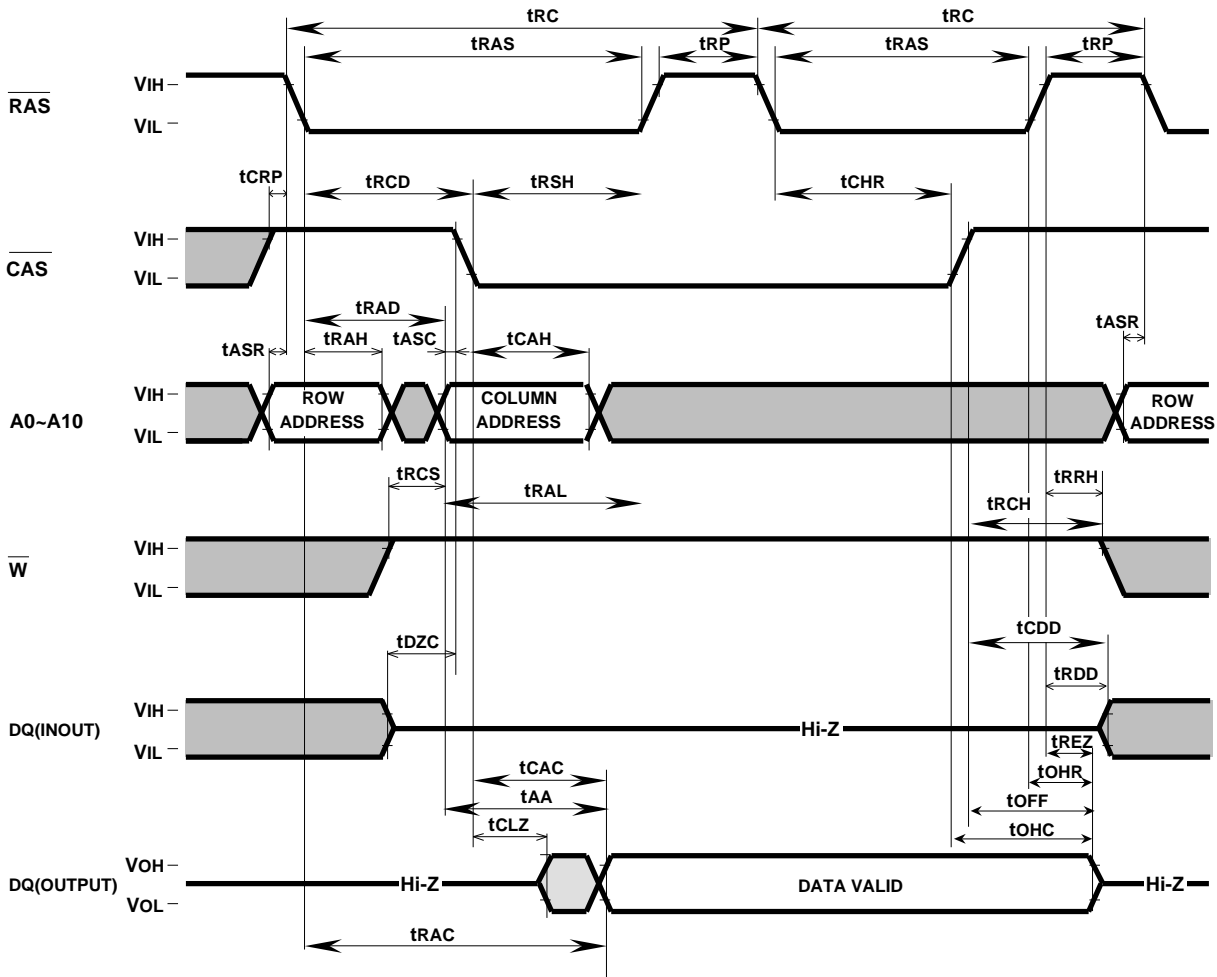 tRC tRC
tRAS tRP tRAS tRP
RAS
VIH
VIL
tCRP tRCD tRSH tCHR
CAS
VIH
VIL
tRAD
tASR tRAH tASC tCAH tASR
A0~A10
VIH
VIL
ROW
ADDRESS
COLUMN
ADDRESS
ROW
ADDRESS
tRCS tRAL tRRH
tRCH
W
VIH
VIL
tDZC tCDD
tRDD
DQ(INOUT)
VIH
VIL
Hi-Z
tREZ
tCAC tOHR
tAA tOFF
tCLZ tOHC
DQ(OUTPUT)
VOH
VOL
Hi-Z DATA VALID Hi-Z
tRAC